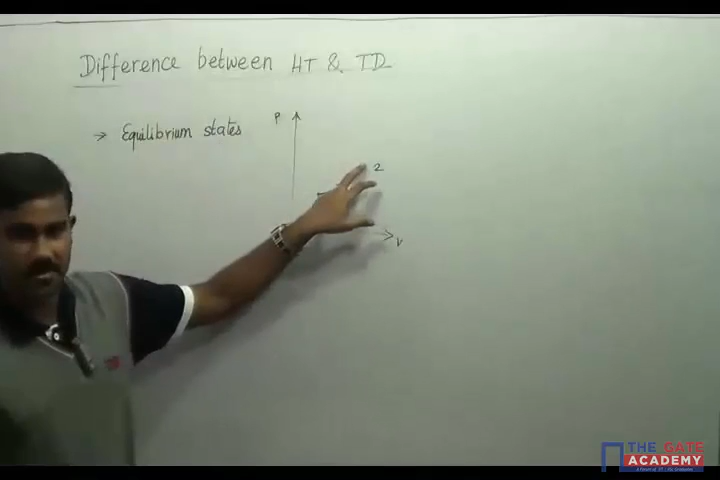 Difference between HT & TD
P
→ Equilibrium states
2
V
THE GATE
ACADEMY